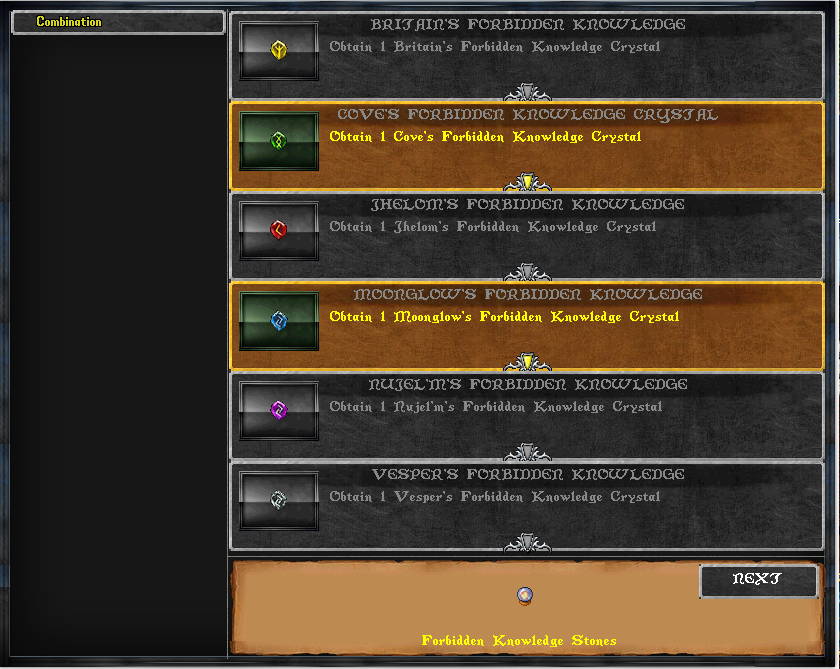 Combination
BRITAIN'S FORBIDDEN KNOWLEDGE
Obtain 1 Britain's Forbidden Knowledge Crystal
COVE'S FORBIDDEN KNOWLEDGE CRYSTAL
Obtain 1 Cove's Forbidden Knowledge Crystal
JHELOM'S FORBIDDEN KNOWLEDGE
Obtain 1 Jhelom's Forbidden Knowledge Crystal
MOONGLOW'S FORBIDDEN KNOWLEDGE
Obtain 1 Moonglow's Forbidden Knowledge Crystal
NUJEL'M'S FORBIDDEN KNOWLEDGE
Obtain 1 Nujel'm's Forbidden Knowledge Crystal
VESPER'S FORBIDDEN KNOWLEDGE
Obtain 1 Vesper's Forbidden Knowledge Crystal
NEXT
Forbidden Knowledge Stones